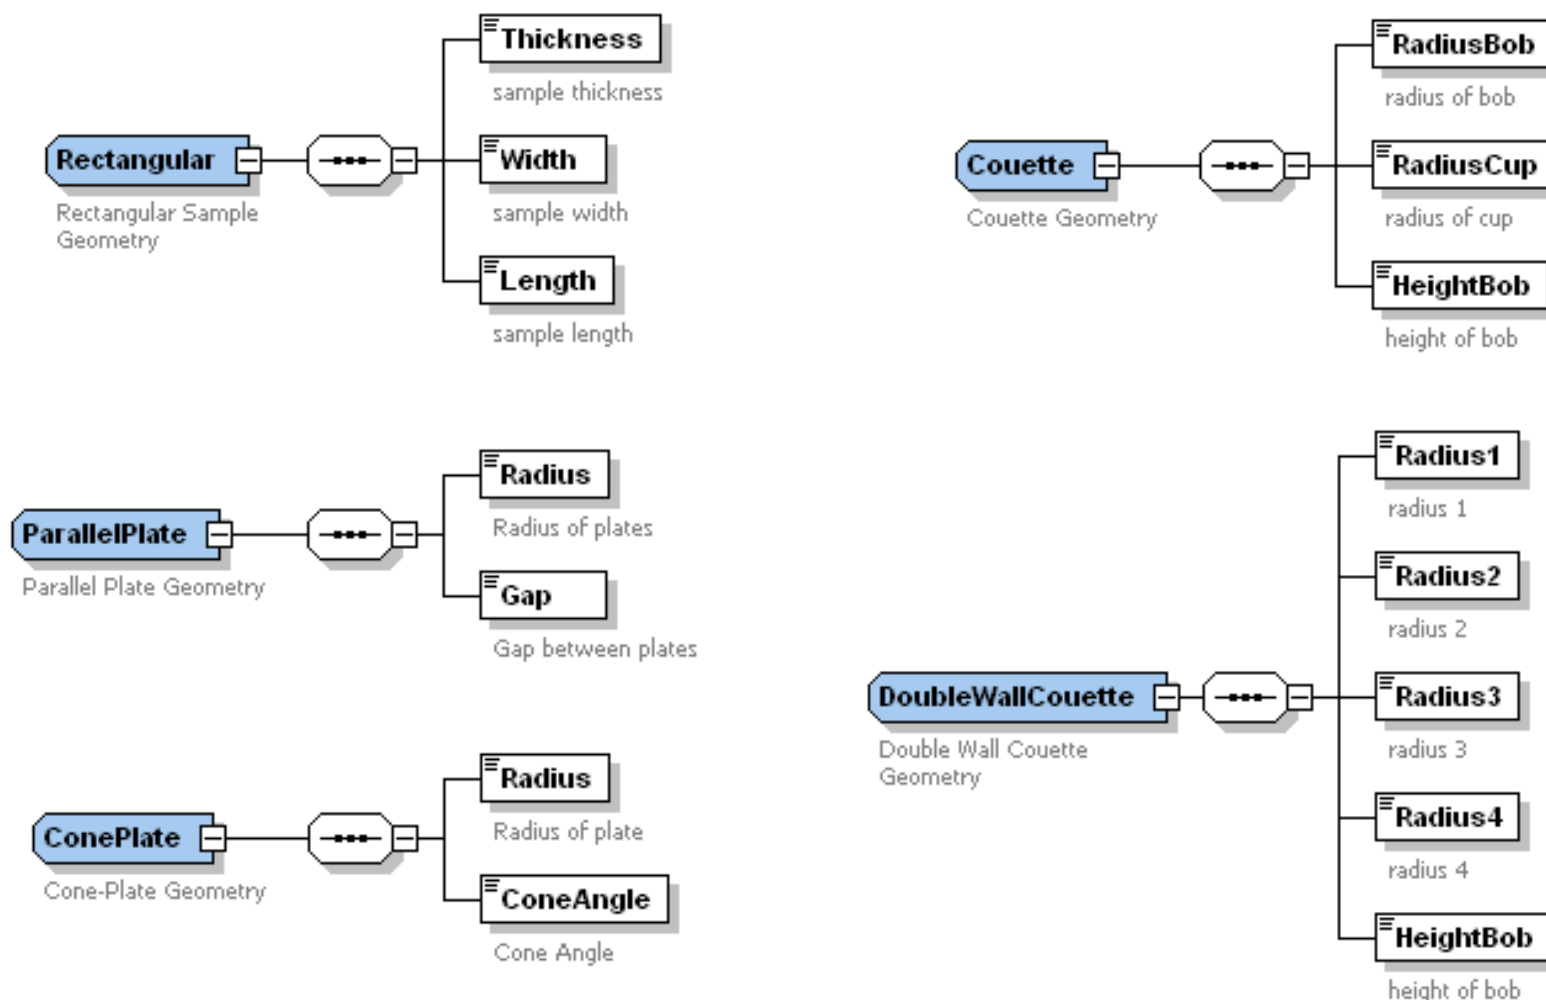 Rectangular
Rectangular Sample
Geometry
Thickness
sample thickness
Width
sample width
Length
sample length
ParallelPlate
Parallel Plate Geometry
Radius
Radius of plates
Gap
Gap between plates
ConePlate
Cone-Plate Geometry
Radius
Radius of plate
ConeAngle
Cone Angle
Couette
Couette Geometry
RadiusBob
radius of bob
RadiusCup
radius of cup
HeightBob
height of bob
DoubleWallCouette
Double Wall Couette
Geometry
Radius1
radius 1
Radius2
radius 2
Radius3
radius 3
Radius4
radius 4
HeightBob
height of bob